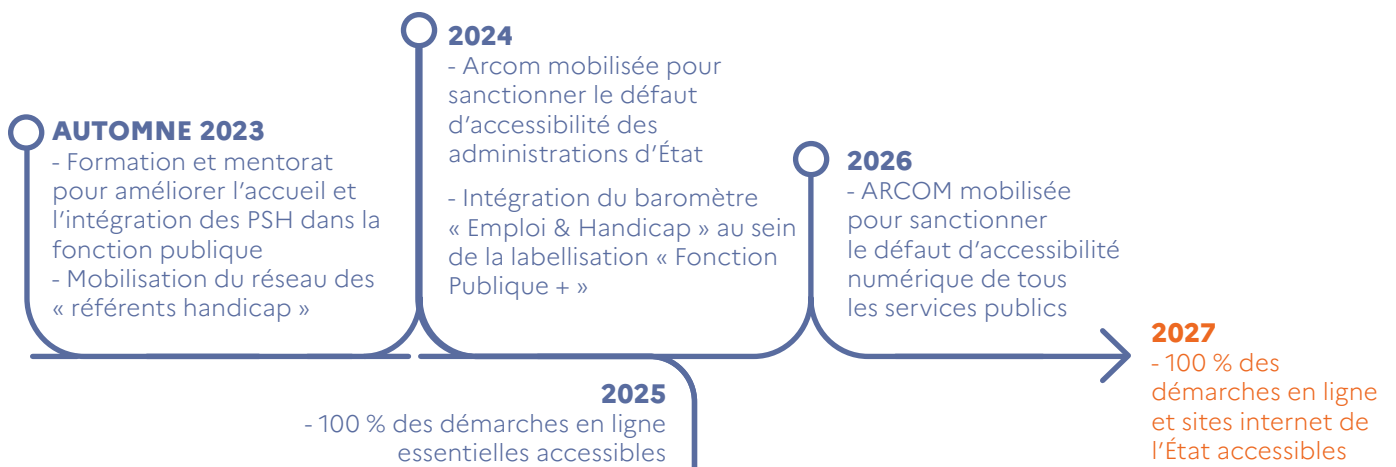 AUTOMNE 2023
- Formation et mentorat
pour améliorer l’accueil et
l’intégration des PSH dans la
fonction publique
- Mobilisation du réseau des
« référents handicap »
2024
- Arcom mobilisée pour
sanctionner le défaut
d’accessibilité des
administrations d’État
- Intégration du baromètre
« Emploi & Handicap » au sein
de la labellisation « Fonction
Publique + »
2025
- 100 % des démarches en ligne
essentielles accessibles
2026
- ARCOM mobilisée
pour sanctionner
le défaut d’accessibilité
numérique de tous
les services publics
2027
- 100 % des
démarches en ligne
et sites internet de
l’État accessibles